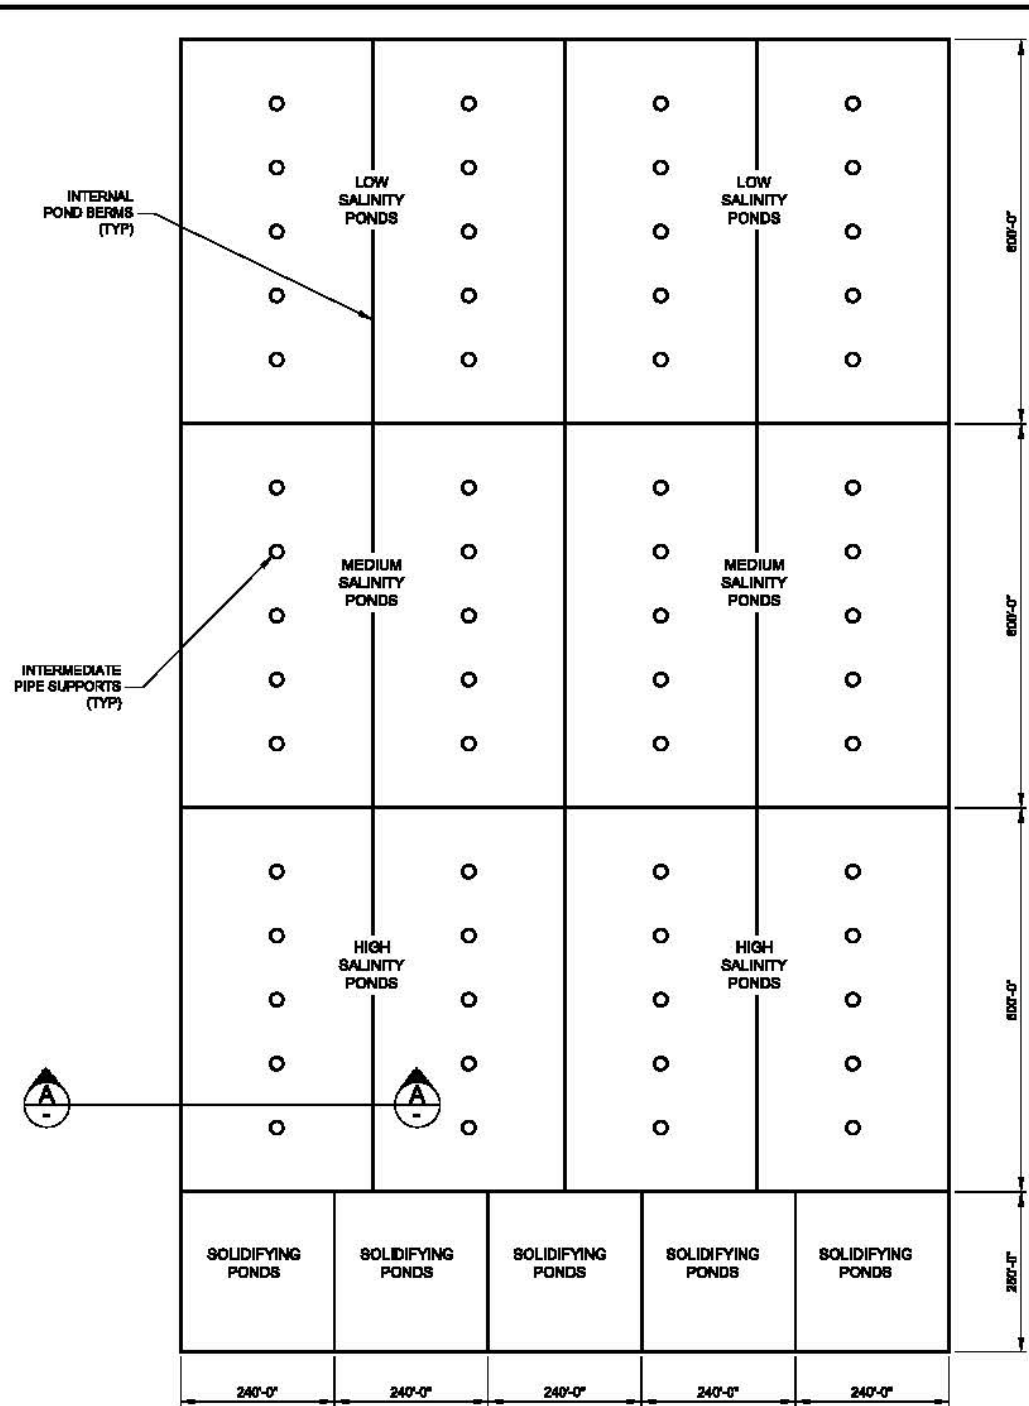 INTERNAL
POND BERMS
(TYP)
LOW
SALINITY
PONDS
LOW
SALINITY
PONDS
600'-0"
INTERMEDIATE
PIPE SUPPORTS
(TYP)
MEDIUM
SALINITY
PONDS
MEDIUM
SALINITY
PONDS
600'-0"
HIGH
SALINITY
PONDS
HIGH
SALINITY
PONDS
600'-0"
A
-
A
-
SOLIDIFYING
PONDS
SOLIDIFYING
PONDS
SOLIDIFYING
PONDS
SOLIDIFYING
PONDS
SOLIDIFYING
PONDS
250'-0"
240'-0"
240'-0"
240'-0"
240'-0"
240'-0"